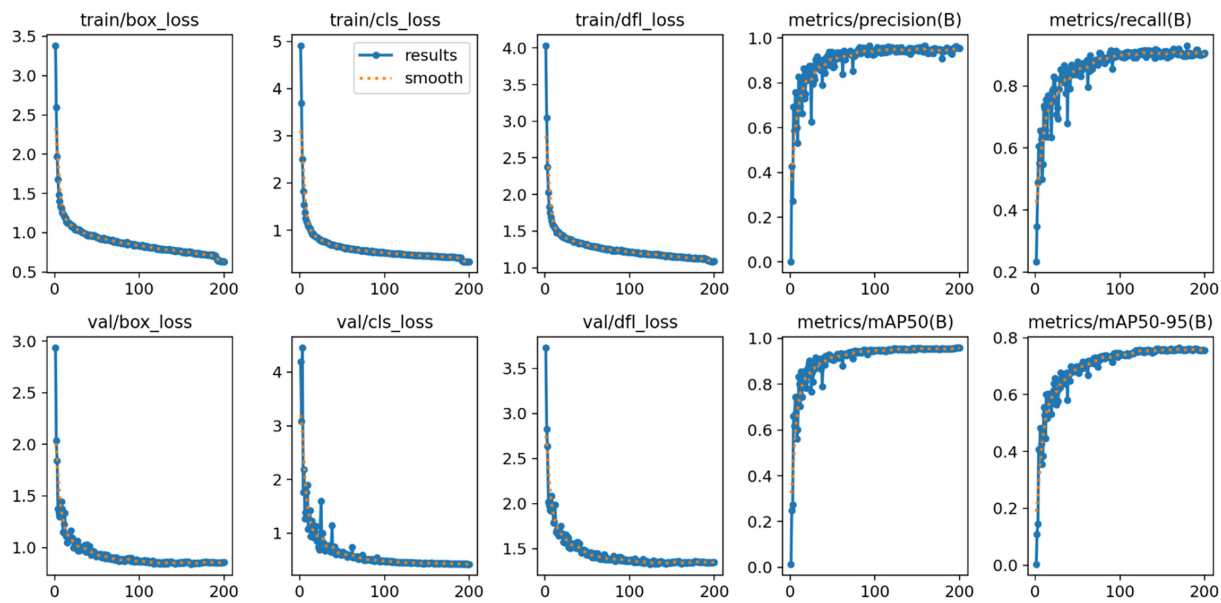 train/box_loss
3.5
3.0
2.5
2.0
1.5
1.0
0.5
0 100 200
train/cls_loss
results
smooth
5
4
3
2
1
0 100 200
train/dfl_loss
4.0
3.5
3.0
2.5
2.0
1.5
1.0
0 100 200
metrics/precision(B)
1.0
0.8
0.6
0.4
0.2
0.0
0 100 200
metrics/recall(B)
0.8
0.6
0.4
0.2
0 100 200
val/box_loss
3.0
2.5
2.0
1.5
1.0
0 100 200
val/cls_loss
4
3
2
1
0 100 200
val/dfl_loss
3.5
3.0
2.5
2.0
1.5
0 100 200
metrics/mAP50(B)
1.0
0.8
0.6
0.4
0.2
0.0
0 100 200
metrics/mAP50-95(B)
0.8
0.6
0.4
0.2
0.0
0 100 200